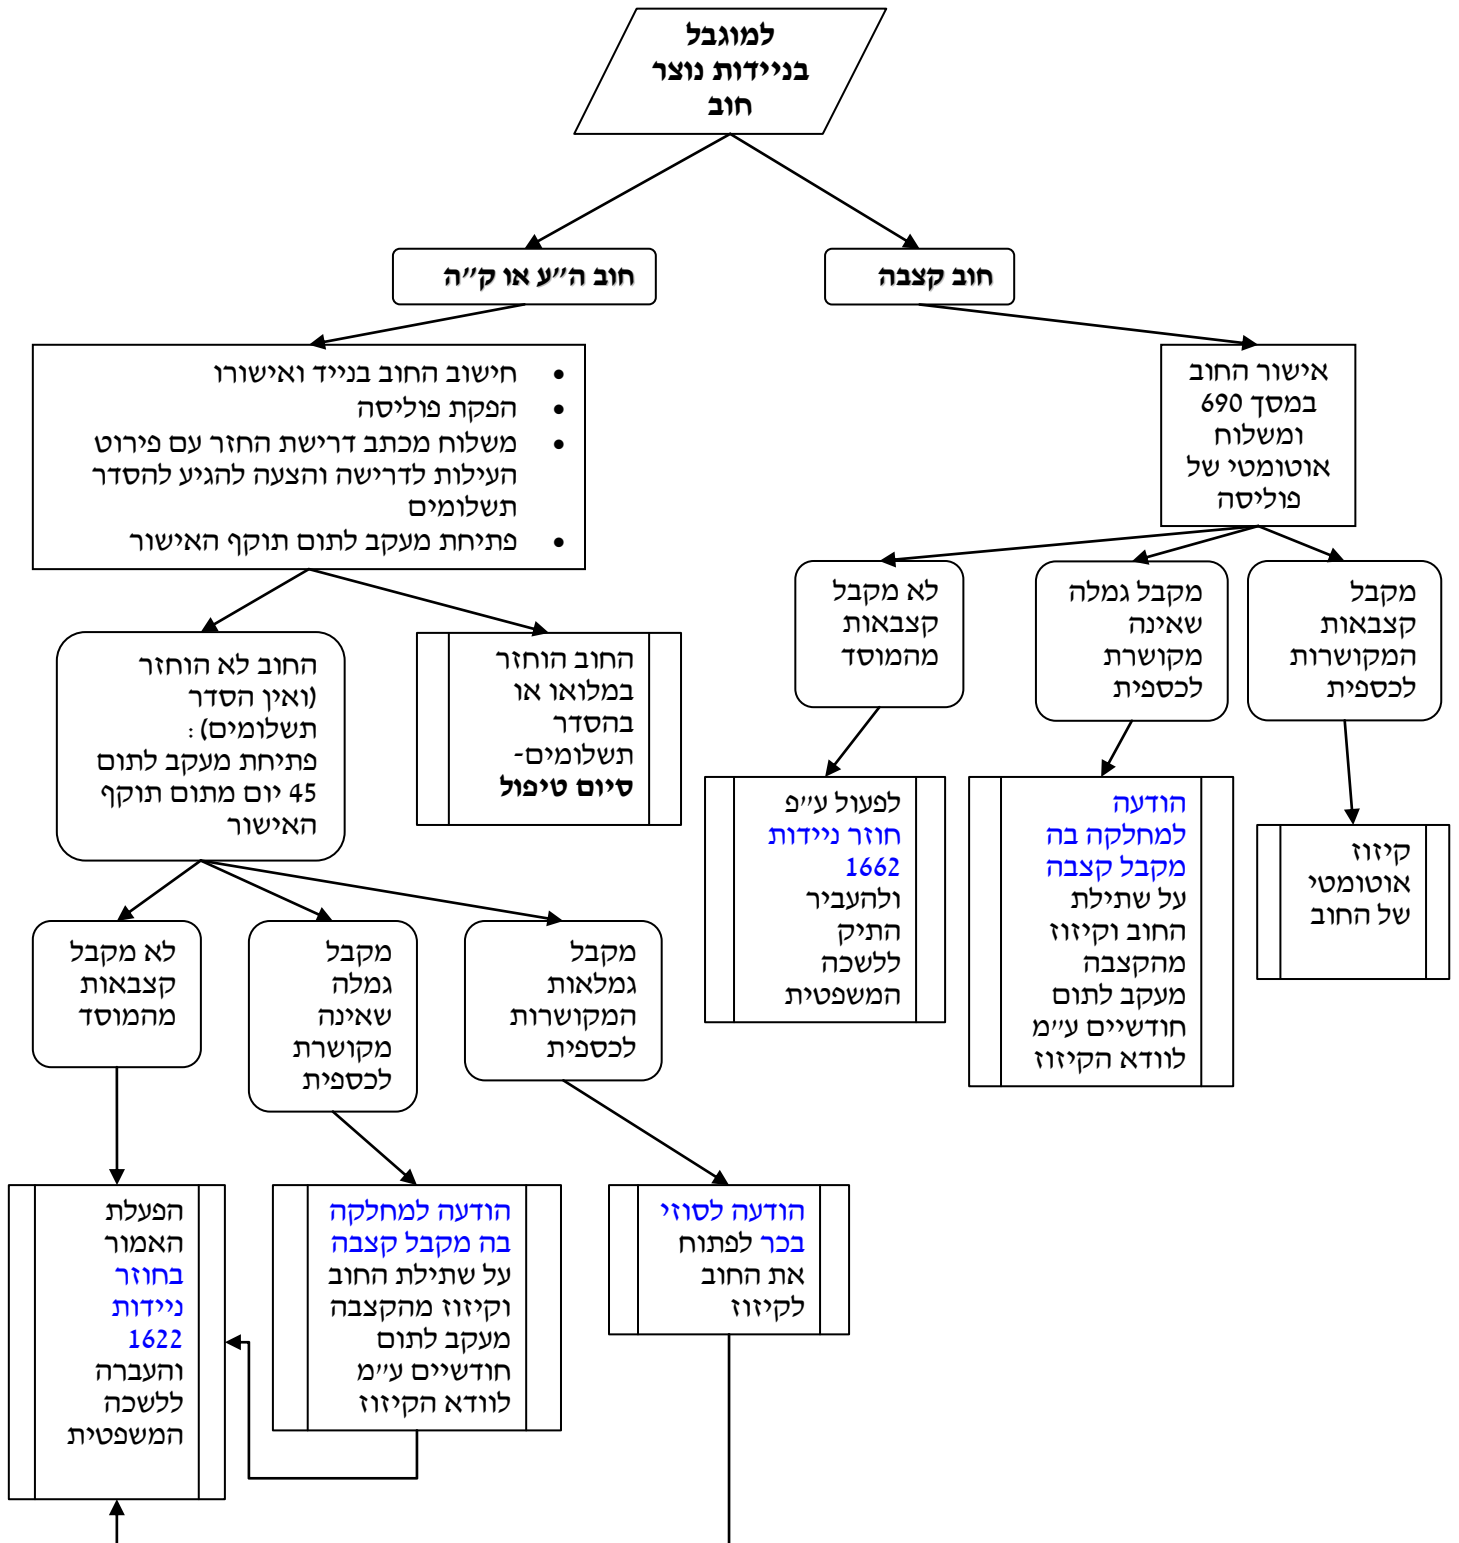 למוגבל
בניידות נוצר
חוב
חוב קצבה
חוב ה״ע או ק״ה
אישור החוב
במסך 690
ומשלוח
אוטומטי של
פוליסה
• חישוב החוב בנייד ואישורו
• הפקת פוליסה
• משלוח מכתב דרישת החזר עם פירוט
העילות לדרישה והצעה להגיע להסדר
תשלומים
• פתיחת מעקב לתום תוקף האישור
מקבל
קצבאות
המקושרות
לכספית
מקבל גמלה
שאינה
מקושרת
לכספית
לא מקבל
קצבאות
מהמוסד
החוב הוחזר
במלואו או
בהסדר
תשלומים-
סיום טיפול
החוב לא הוחזר
(ואין הסדר
תשלומים):
פתיחת מעקב לתום
45 יום מתום תוקף
האישור
קיזוז
אוטומטי
של החוב
הודעה
למחלקה בה
מקבל קצבה
על שתילת
החוב וקיזוז
מהקצבה
מעקב לתום
חודשיים ע״מ
לוודא הקיזוז
לפעול ע״פ
חוזר ניידות
1662
ולהעביר
התיק
ללשכה
המשפטית
מקבל
גמלאות
המקושרות
לכספית
מקבל
גמלה
שאינה
מקושרת
לכספית
לא מקבל
קצבאות
מהמוסד
הודעה לסוזי
בכר לפתוח
את החוב
לקיזוז
הודעה למחלקה
בה מקבל קצבה
על שתילת החוב
וקיזוז מהקצבה
מעקב לתום
חודשיים ע״מ
לוודא הקיזוז
הפעלת
האמור
בחוזר
ניידות
1622
והעברה
ללשכה
המשפטית